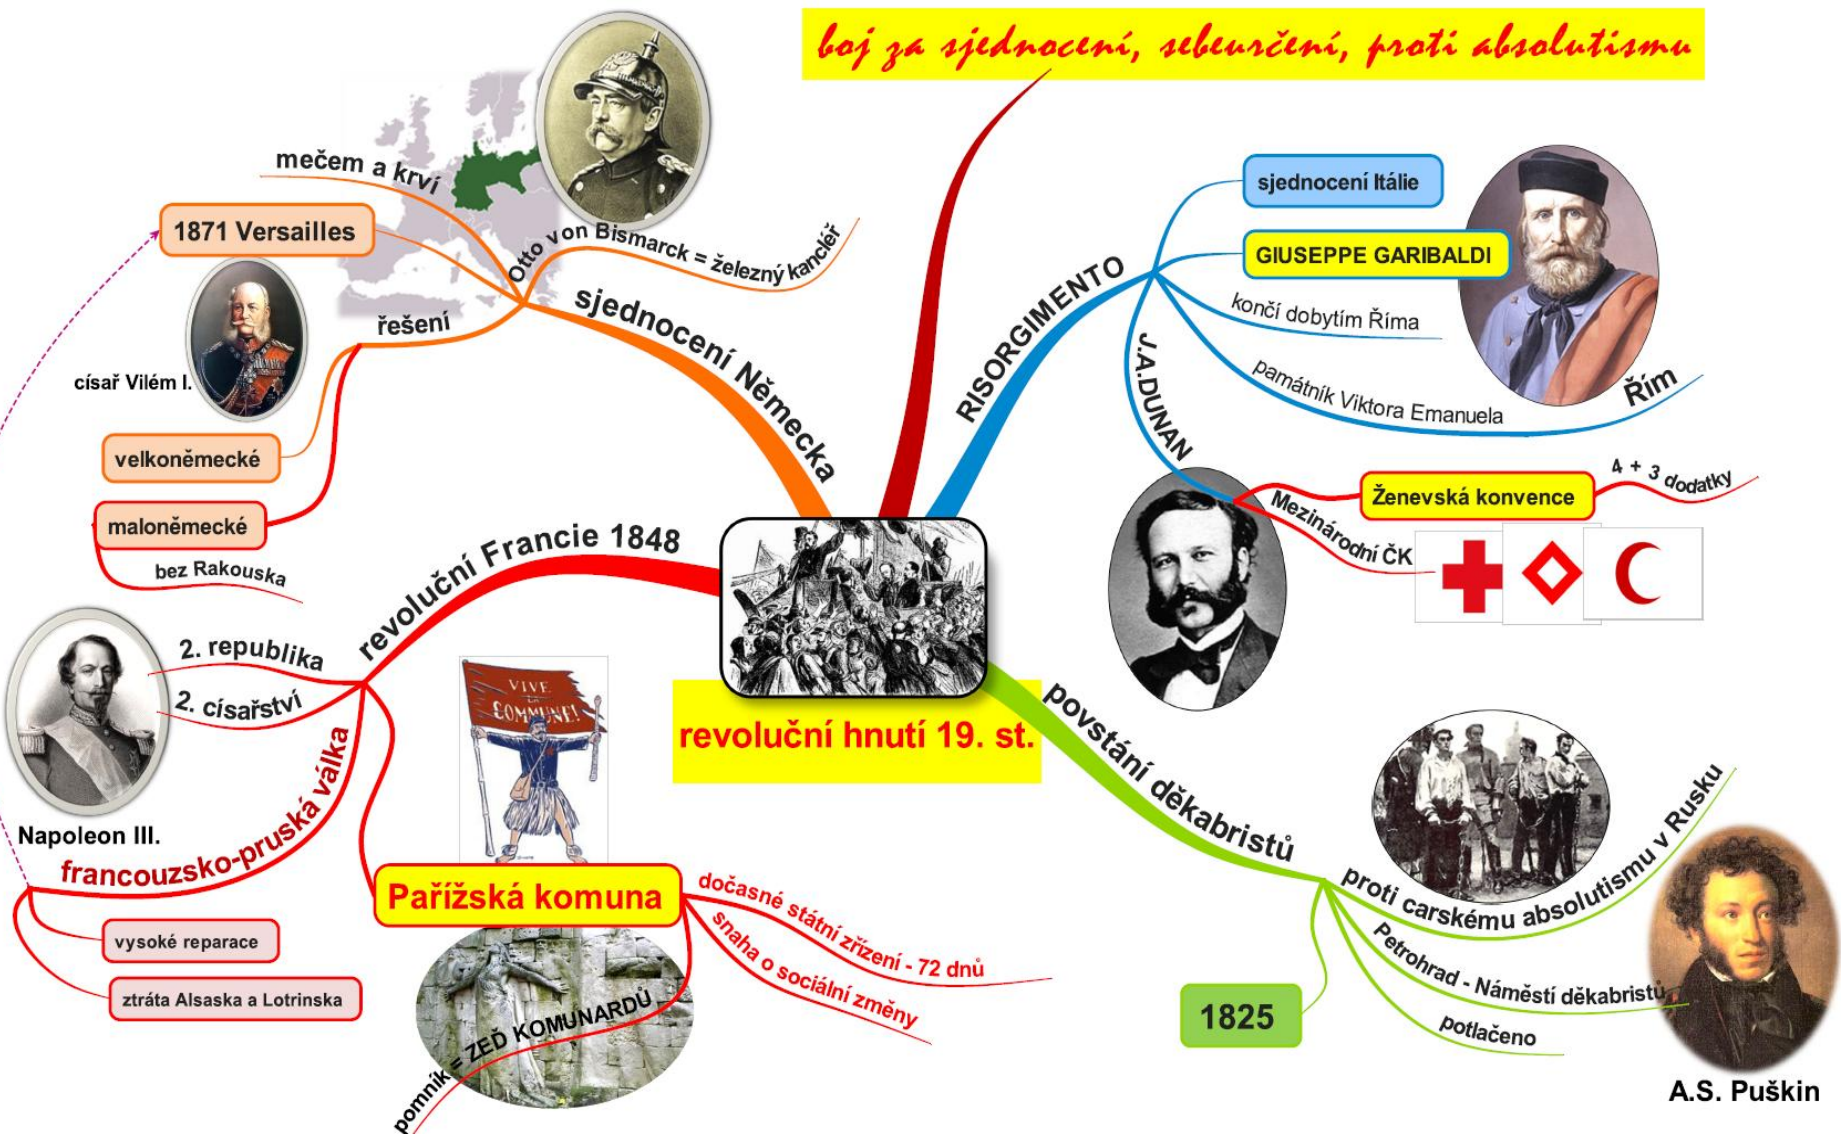 boj za sjednocení, sebeurčení, proti absolutismu
mečem a krví
1871 Versailles
Otto von Bismarck = železný kancléř
řešení
císař Vilém I.
velkoněmecké
maloněmecké
bez Rakouska
sjednocení Německa
RISORGIMENTO
sjednocení Itálie
GIUSEPPE GARIBALDI
končí dobytím Říma
památník Viktora Emanuela
Řím
J.A.DUNAN
Ženevská konvence
4 + 3 dodatky
Mezinárodní ČK
revoluční Francie 1848
2. republika
2. císařství
Napoleon III.
francouzsko-pruská válka
vysoké reparace
ztráta Alsaska a Lotrinska
VIVE
La
COMMUNE!
Pařížská komuna
dočasné státní zřízení - 72 dnů
snaha o sociální změny
pomník = ZEĎ KOMUNARDŮ
revoluční hnutí 19. st.
povstání děkabristů
proti carskému absolutismu v Rusku
Petrohrad - Náměstí děkabristů
potlačeno
1825
A.S. Puškin